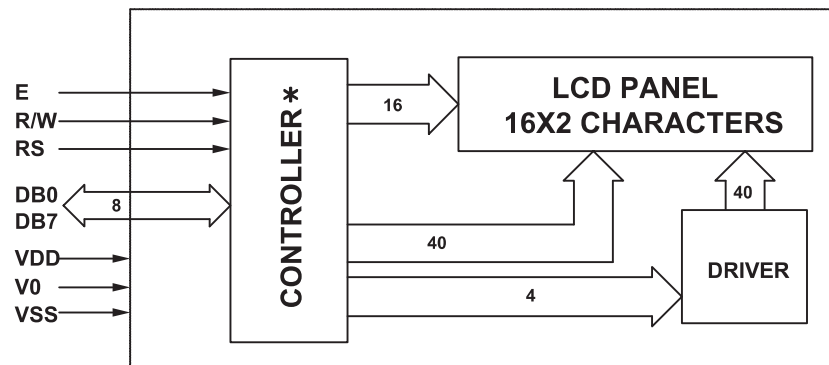 E
R/W
RS
DB0
DB7
VDD
V0
VSS
8
CONTROLLER*
16
40
4
LCD PANEL
16X2 CHARACTERS
40
DRIVER